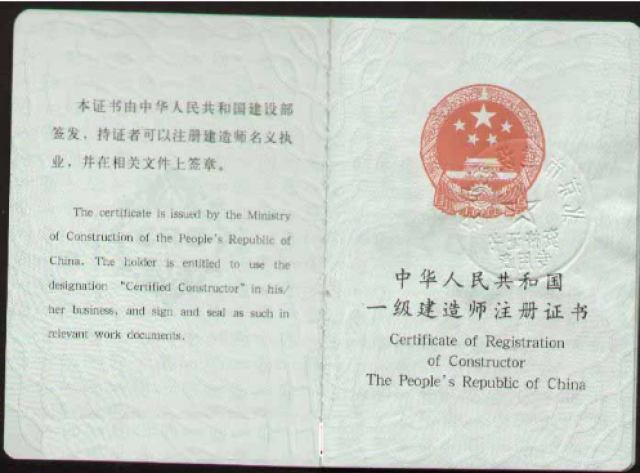 本证书由中华人民共和国建设部
签发，持证者可以注册建造师名义执
业，并在相关文件上签章。
The certificate is issued by the Ministry
of Construction of the People's Republic of
China. The holder is entitled to use the
designation "Certified Constructor" in his/
her business, and sign and seal as such in
relevant work documents.
中华人民共和国
一级建造师注册证书
Certificate of Registration
of Constructor
The People's Republic of China